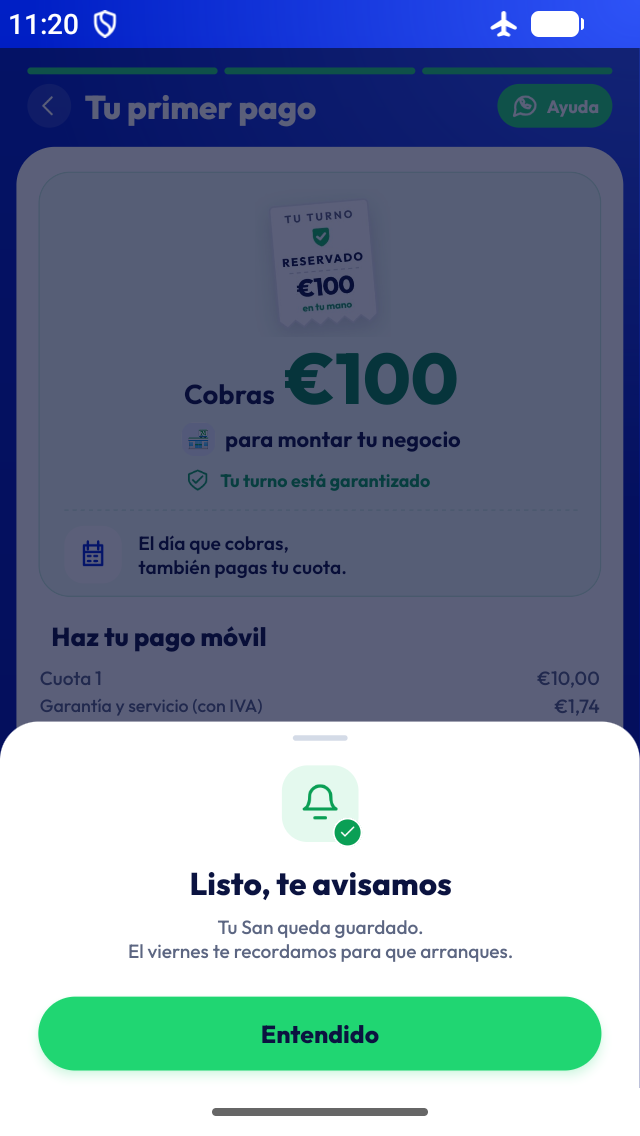 11:20
Tu primer pago
Ayuda
TU TURNO
RESERVADO
€100
en tu mano
Cobras €100
para montar tu negocio
Tu turno está garantizado
El día que cobras,
también pagas tu cuota.
Haz tu pago móvil
Cuota 1 €10,00
Garantía y servicio (con IVA) €1,74
Listo, te avisamos
Tu San queda guardado.
El viernes te recordamos para que arranques.
Entendido